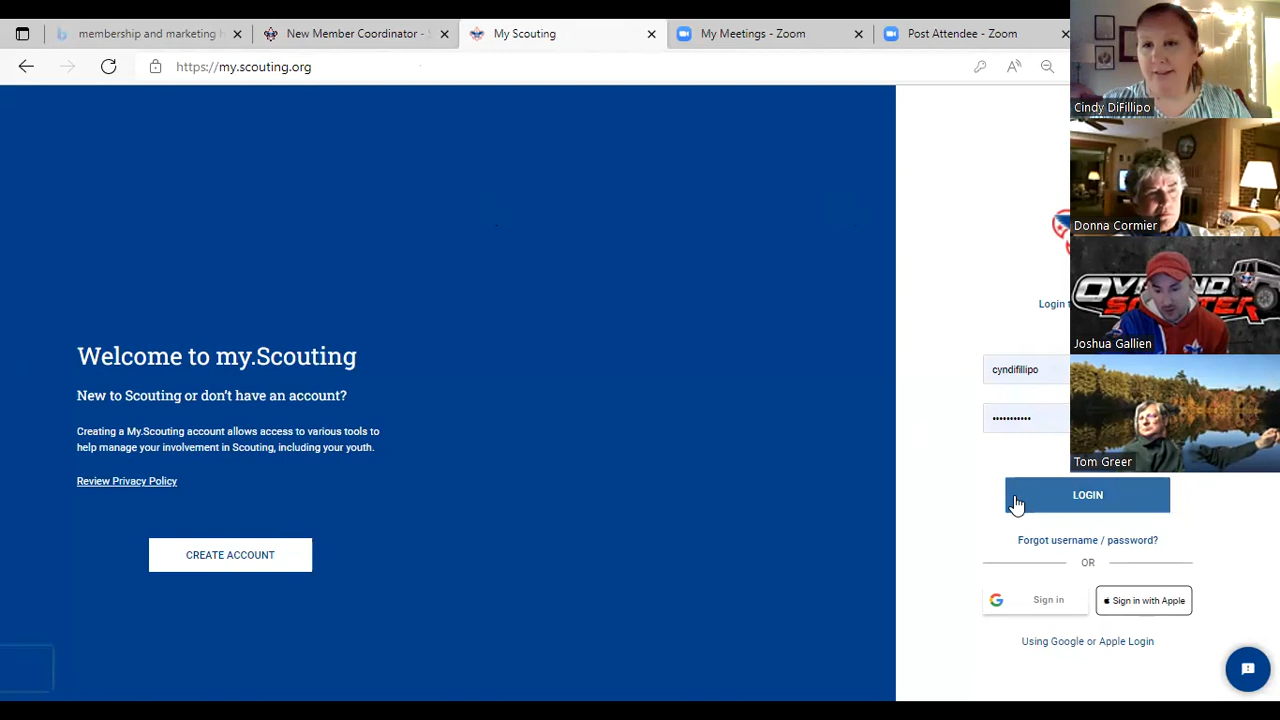 membership and marketing h
New Member Coordinator - S
My Scouting
My Meetings - Zoom
Post Attendee - Zoom
https://my.scouting.org
Cindy DiFillipo
Donna Cormier
Joshua Gallien
Tom Greer
Welcome to my.Scouting
New to Scouting or don't have an account?
Creating a My.Scouting account allows access to various tools to
help manage your involvement in Scouting, including your youth.
Review Privacy Policy
CREATE ACCOUNT
Login
cyndifillipo
•••••••••••
LOGIN
Forgot username / password?
OR
Sign in
Sign in with Apple
Using Google or Apple Login